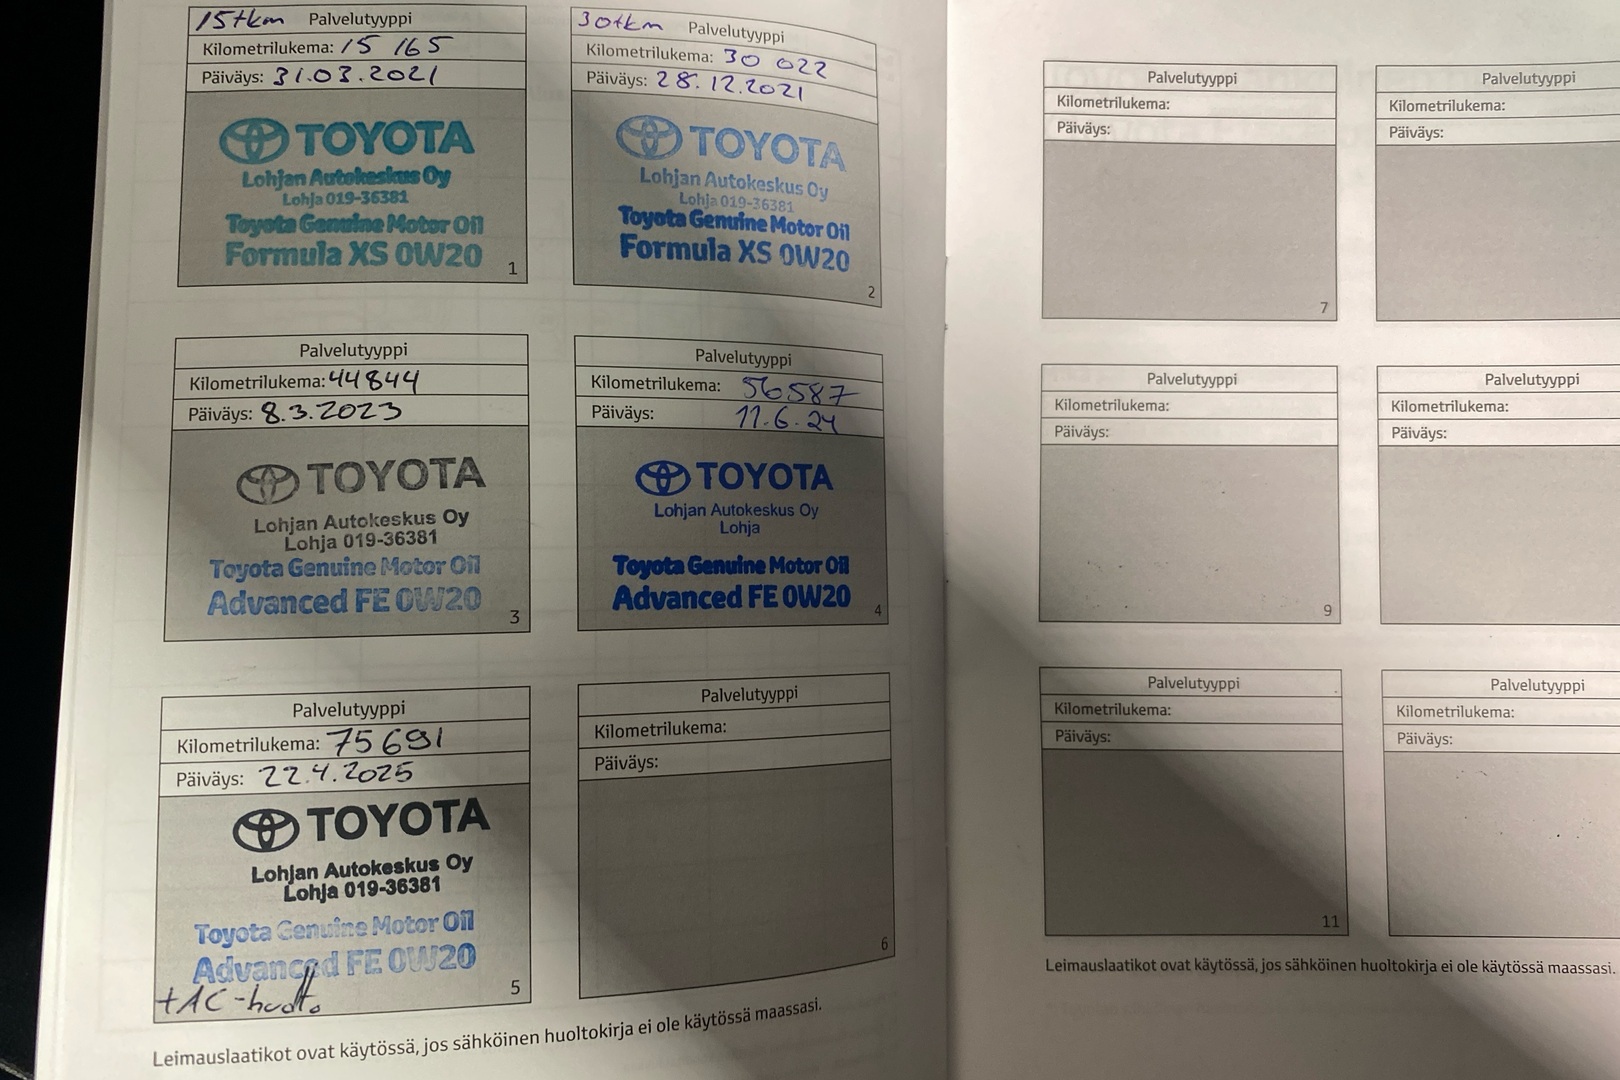 15tkm Palvelutyyppi
Kilometrilukema: 15 165
Päiväys: 31.03.2021
TOYOTA
Lohjan Autokeskus Oy
Lohja 019-36381
Toyota Genuine Motor Oil
Formula XS 0W20
1
30tkm Palvelutyyppi
Kilometrilukema: 30 022
Päiväys: 28.12.2021
TOYOTA
Lohjan Autokeskus Oy
Lohja 019-36381
Toyota Genuine Motor Oil
Formula XS 0W20
2
Palvelutyyppi
Kilometrilukema: 44844
Päiväys: 8.3.2023
TOYOTA
Lohjan Autokeskus Oy
Lohja 019-36381
Toyota Genuine Motor Oil
Advanced FE 0W20
3
Palvelutyyppi
Kilometrilukema: 56587
Päiväys: 11.6.24
TOYOTA
Lohjan Autokeskus Oy
Lohja
Toyota Genuine Motor Oil
Advanced FE 0W20
4
Palvelutyyppi
Kilometrilukema: 75691
Päiväys: 22.4.2025
TOYOTA
Lohjan Autokeskus Oy
Lohja 019-36381
Toyota Genuine Motor Oil
Advanced FE 0W20
+AC-huolto
5
Palvelutyyppi
Kilometrilukema:
Päiväys:
6
Leimauslaatikot ovat käytössä, jos sähköinen huoltokirja ei ole käytössä maassasi.
Palvelutyyppi
Kilometrilukema:
Päiväys:
7
Palvelutyyppi
Kilometrilukema:
Päiväys:
Palvelutyyppi
Kilometrilukema:
Päiväys:
9
Palvelutyyppi
Kilometrilukema:
Päiväys:
Palvelutyyppi
Kilometrilukema:
Päiväys:
11
Palvelutyyppi
Kilometrilukema:
Päiväys:
Leimauslaatikot ovat käytössä, jos sähköinen huoltokirja ei ole käytössä maassasi.